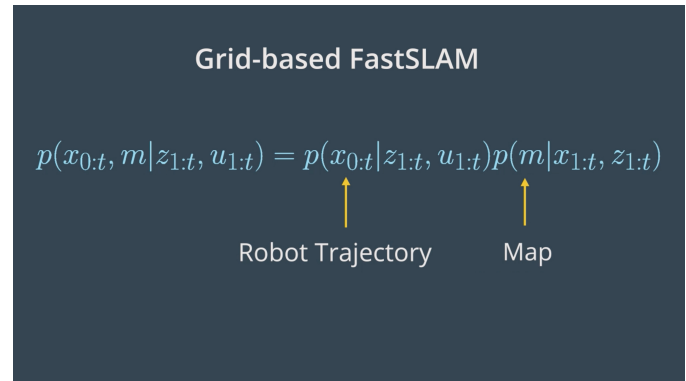 Grid-based FastSLAM
p(x_{0:t}, m|z_{1:t}, u_{1:t}) = p(x_{0:t}|z_{1:t}, u_{1:t})p(m|x_{1:t}, z_{1:t})
Robot Trajectory Map